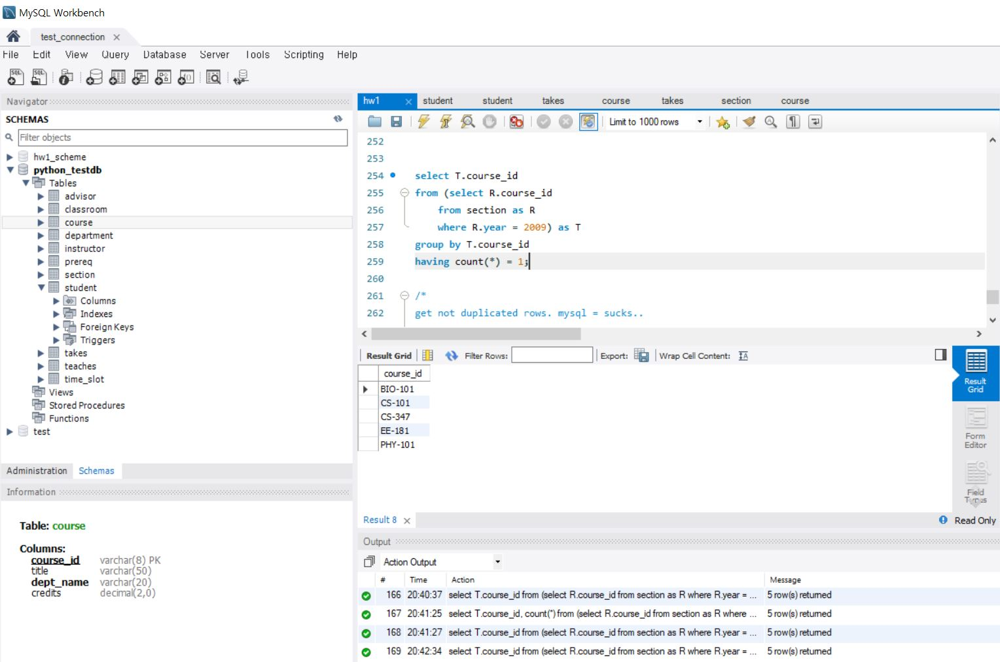 MySQL Workbench
test_connection
File Edit View Query Database Server Tools Scripting Help
Navigator
SCHEMAS
Filter objects
hw1_scheme
python_testdb
Tables
advisor
classroom
course
department
instructor
prereq
section
student
Columns
Indexes
Foreign Keys
Triggers
takes
teaches
time_slot
Views
Stored Procedures
Functions
test
Administration Schemas
Information
Table: course
Columns:
course_id varchar(8) PK
title varchar(50)
dept_name varchar(20)
credits decimal(2,0)
hw1 student student takes course takes section course
Limit to 1000 rows
252
253
254 select T.course_id
255 from (select R.course_id
256 from section as R
257 where R.year = 2009) as T
258 group by T.course_id
259 having count(*) = 1;
260
261 /*
262 get not duplicated rows. mysql = sucks..
Result Grid Filter Rows: Export: Wrap Cell Content:
course_id
BIO-101
CS-101
CS-347
EE-181
PHY-101
Result
Grid
Form
Editor
Field
Types
Result 8 Read Only
Output
Action Output
# Time Action Message
166 20:40:37 select T.course_id from (select R.course_id from section as R where R.year = ... 5 row(s) returned
167 20:41:25 select T.course_id, count(*) from (select R.course_id from section as R where ... 5 row(s) returned
168 20:41:27 select T.course_id from (select R.course_id from section as R where R.year = ... 5 row(s) returned
169 20:42:34 select T.course_id from (select R.course_id from section as R where R.year = ... 5 row(s) returned